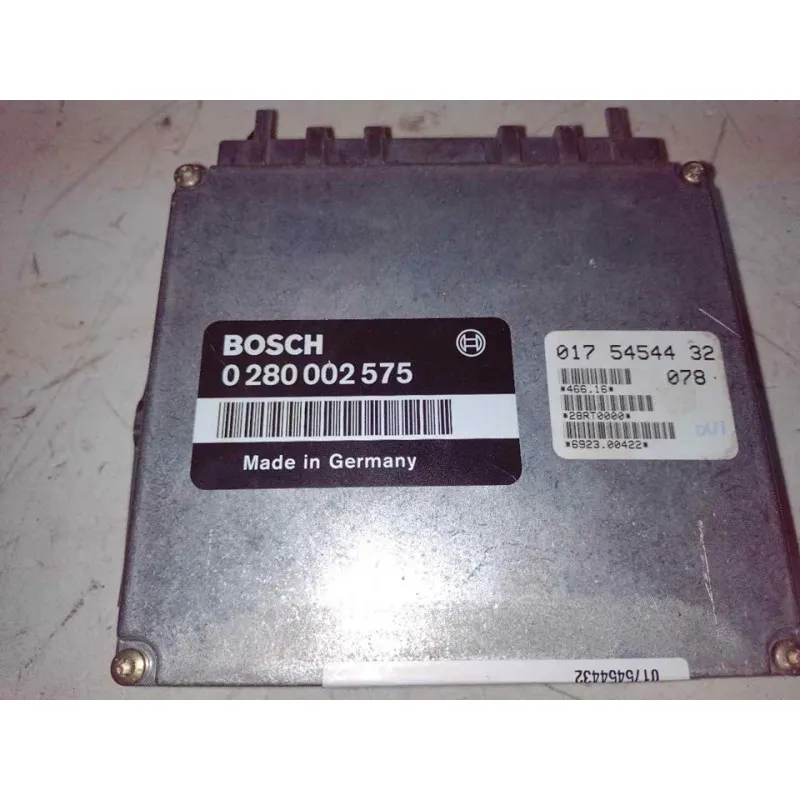 BOSCH
0 280 002 575
Made in Germany
017 54544 32
078
*466.16*
*28RT0000*
*6923.00422*
0175454432